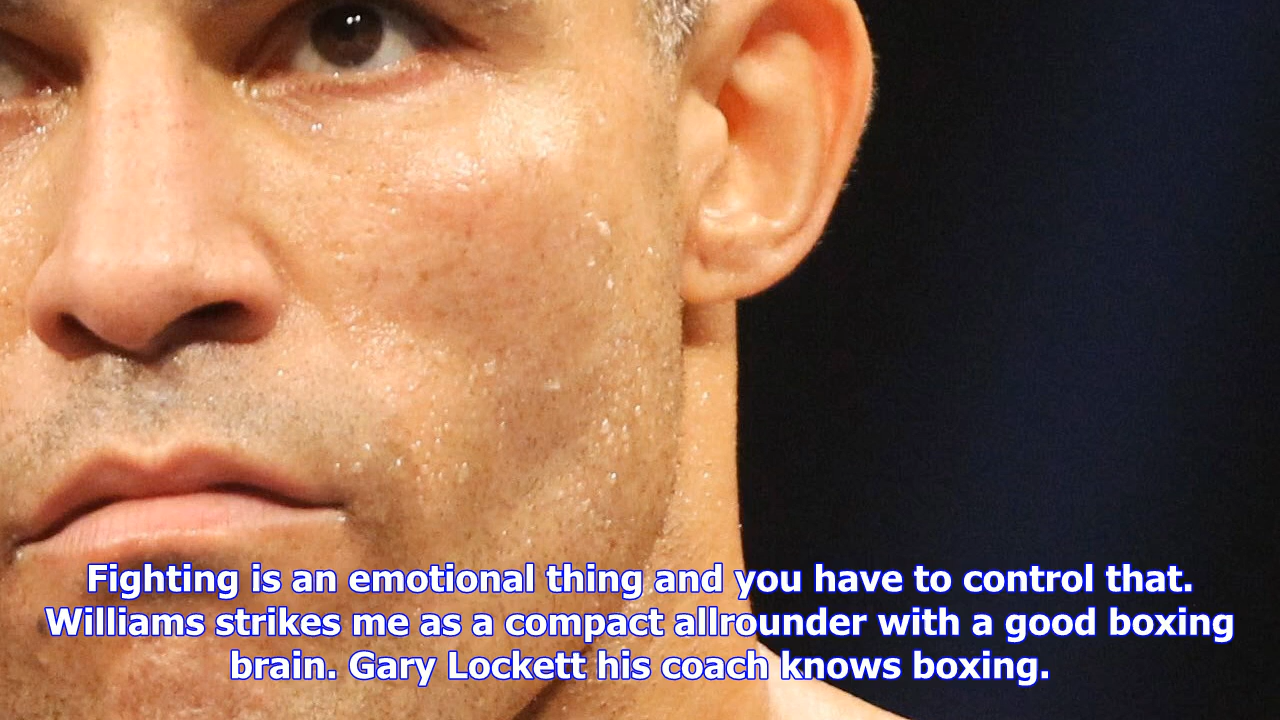 Fighting is an emotional thing and you have to control that.
Williams strikes me as a compact allrounder with a good boxing
brain. Gary Lockett his coach knows boxing.